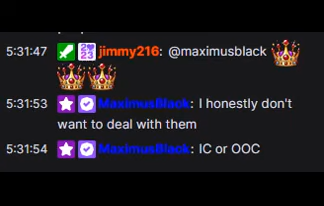 5:31:47 jimmy216: @maximusblack
5:31:53 MaximusBlack: I honestly don't
want to deal with them
5:31:54 MaximusBlack: IC or OOC